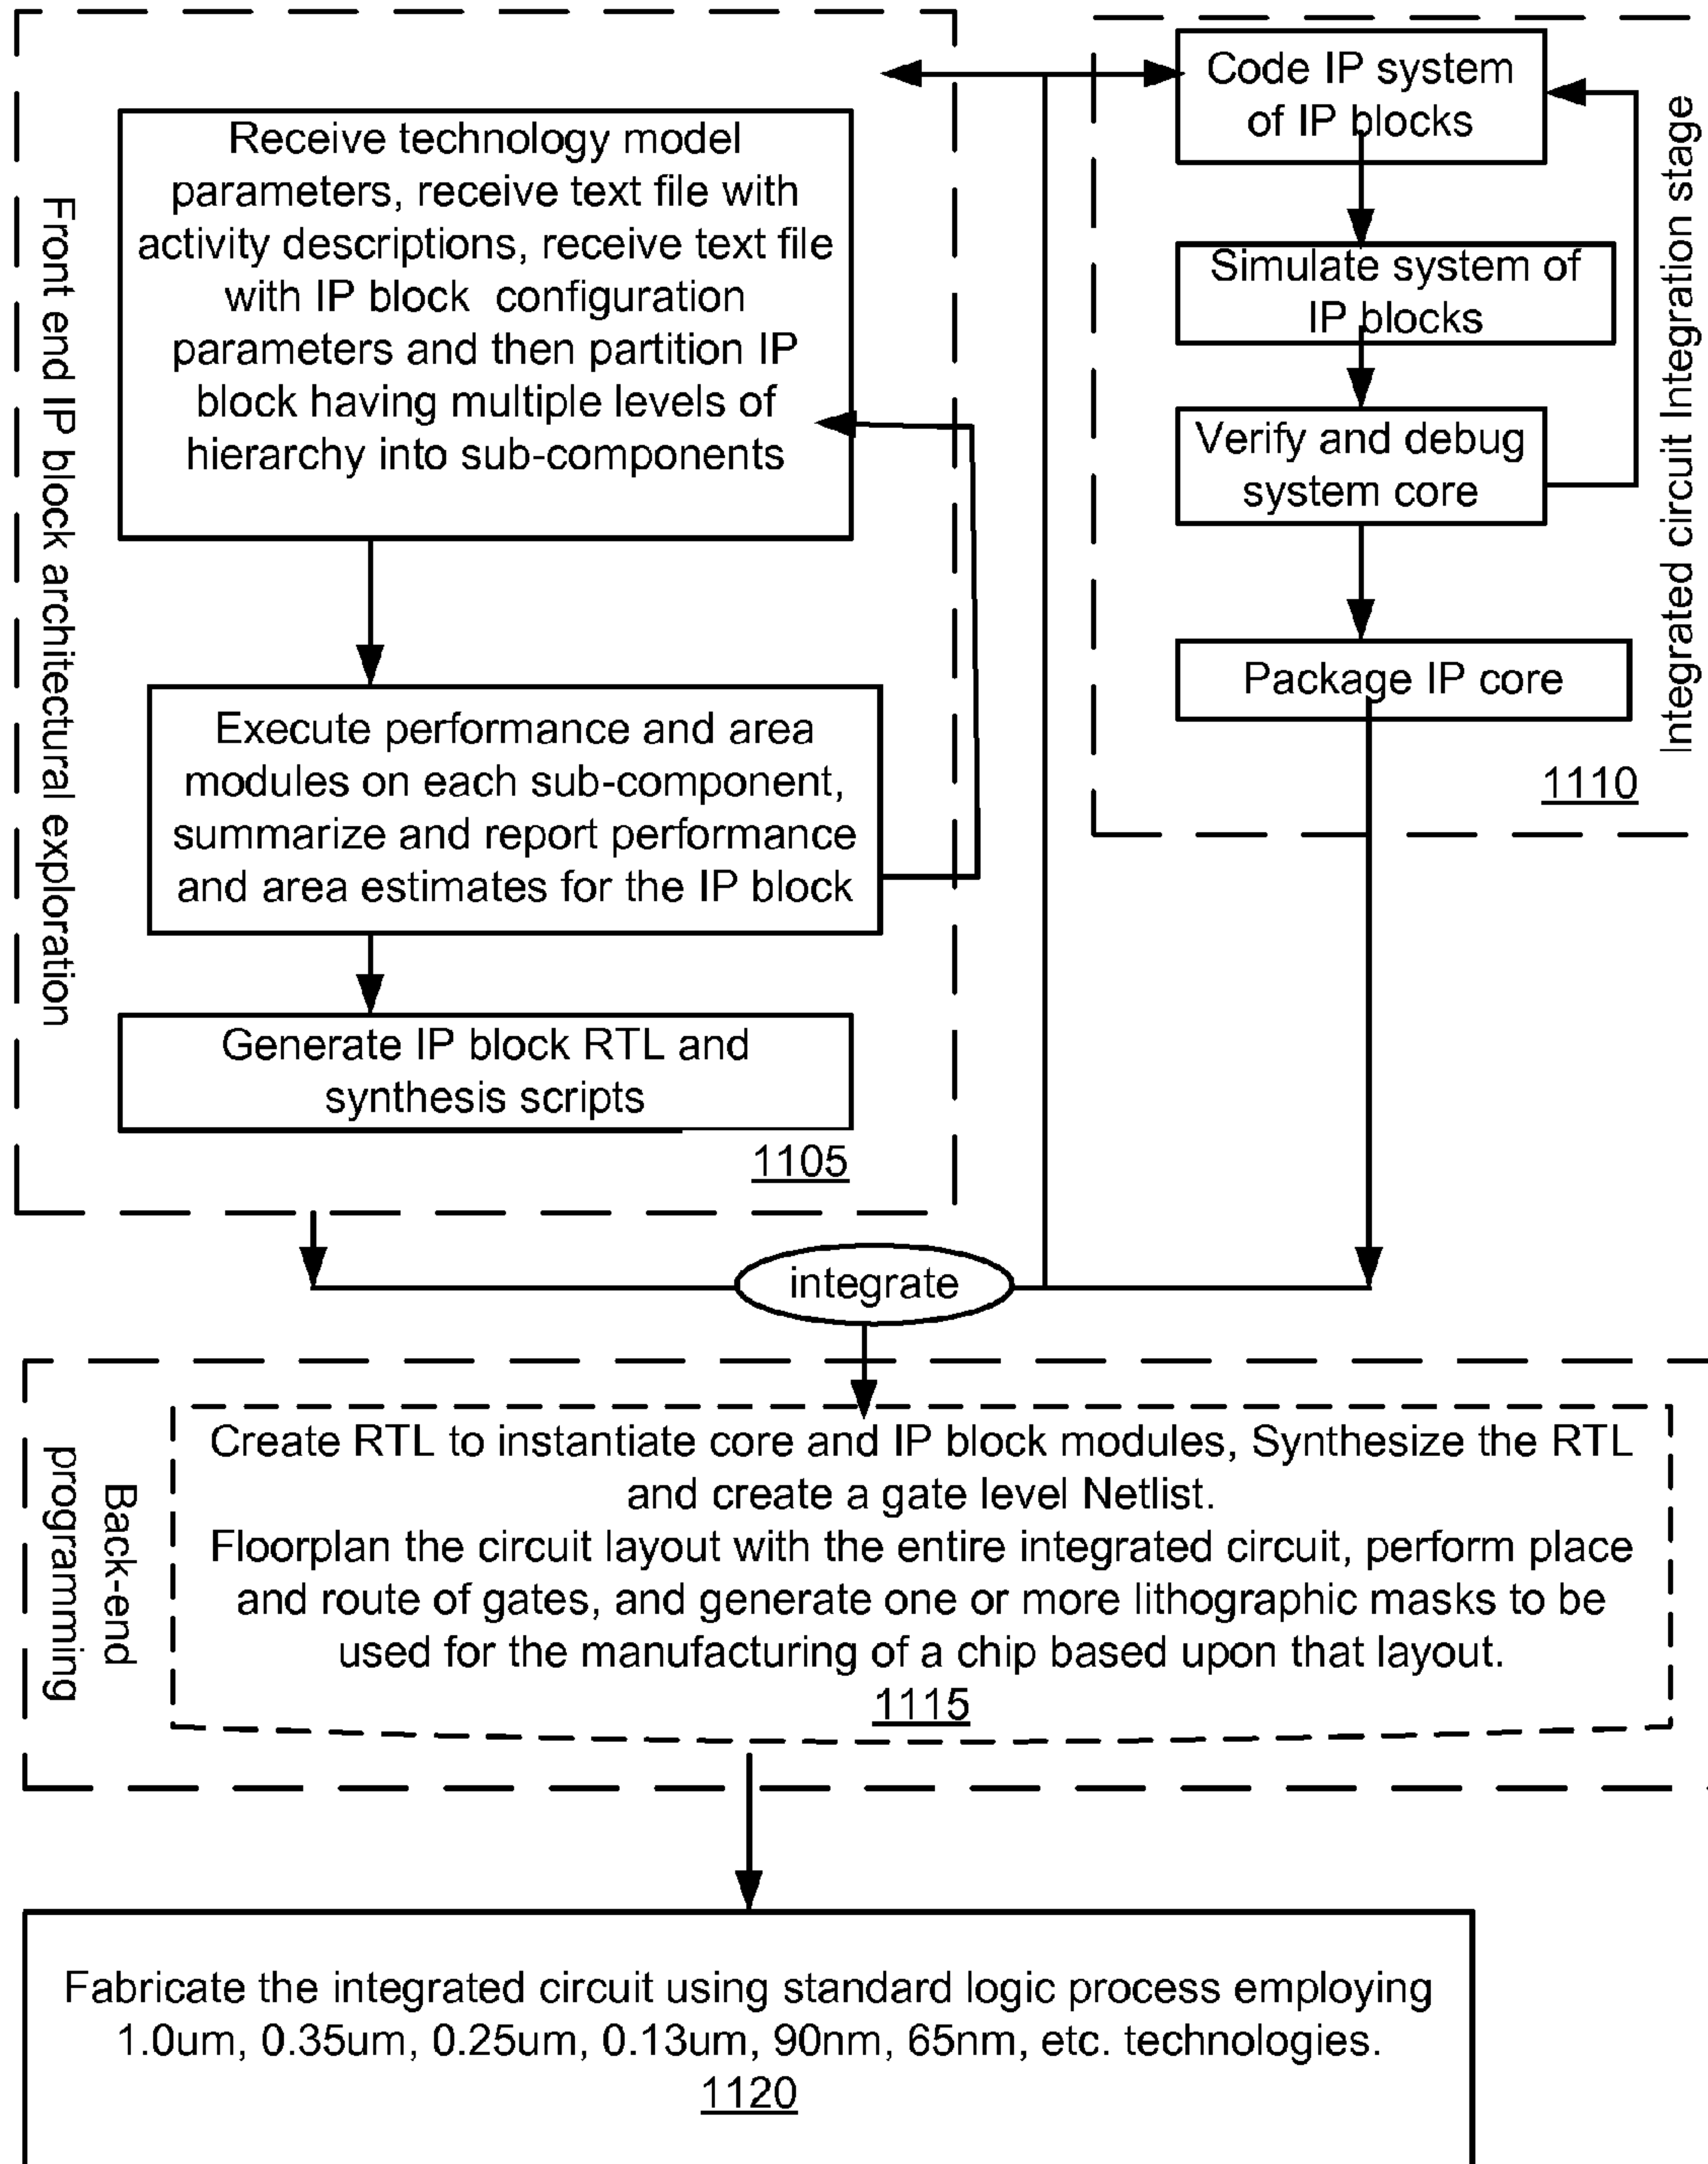 Front end IP block architectural exploration
Receive technology model
parameters, receive text file with
activity descriptions, receive text file
with IP block configuration
parameters and then partition IP
block having multiple levels of
hierarchy into sub-components
Execute performance and area
modules on each sub-component,
summarize and report performance
and area estimates for the IP block
Generate IP block RTL and
synthesis scripts
1105
Code IP system
of IP blocks
Simulate system of
IP blocks
Verify and debug
system core
Package IP core
1110
Integrated circuit Integration stage
integrate
Back-end
programming
Create RTL to instantiate core and IP block modules, Synthesize the RTL
and create a gate level Netlist.
Floorplan the circuit layout with the entire integrated circuit, perform place
and route of gates, and generate one or more lithographic masks to be
used for the manufacturing of a chip based upon that layout.
1115
Fabricate the integrated circuit using standard logic process employing
1.0um, 0.35um, 0.25um, 0.13um, 90nm, 65nm, etc. technologies.
1120